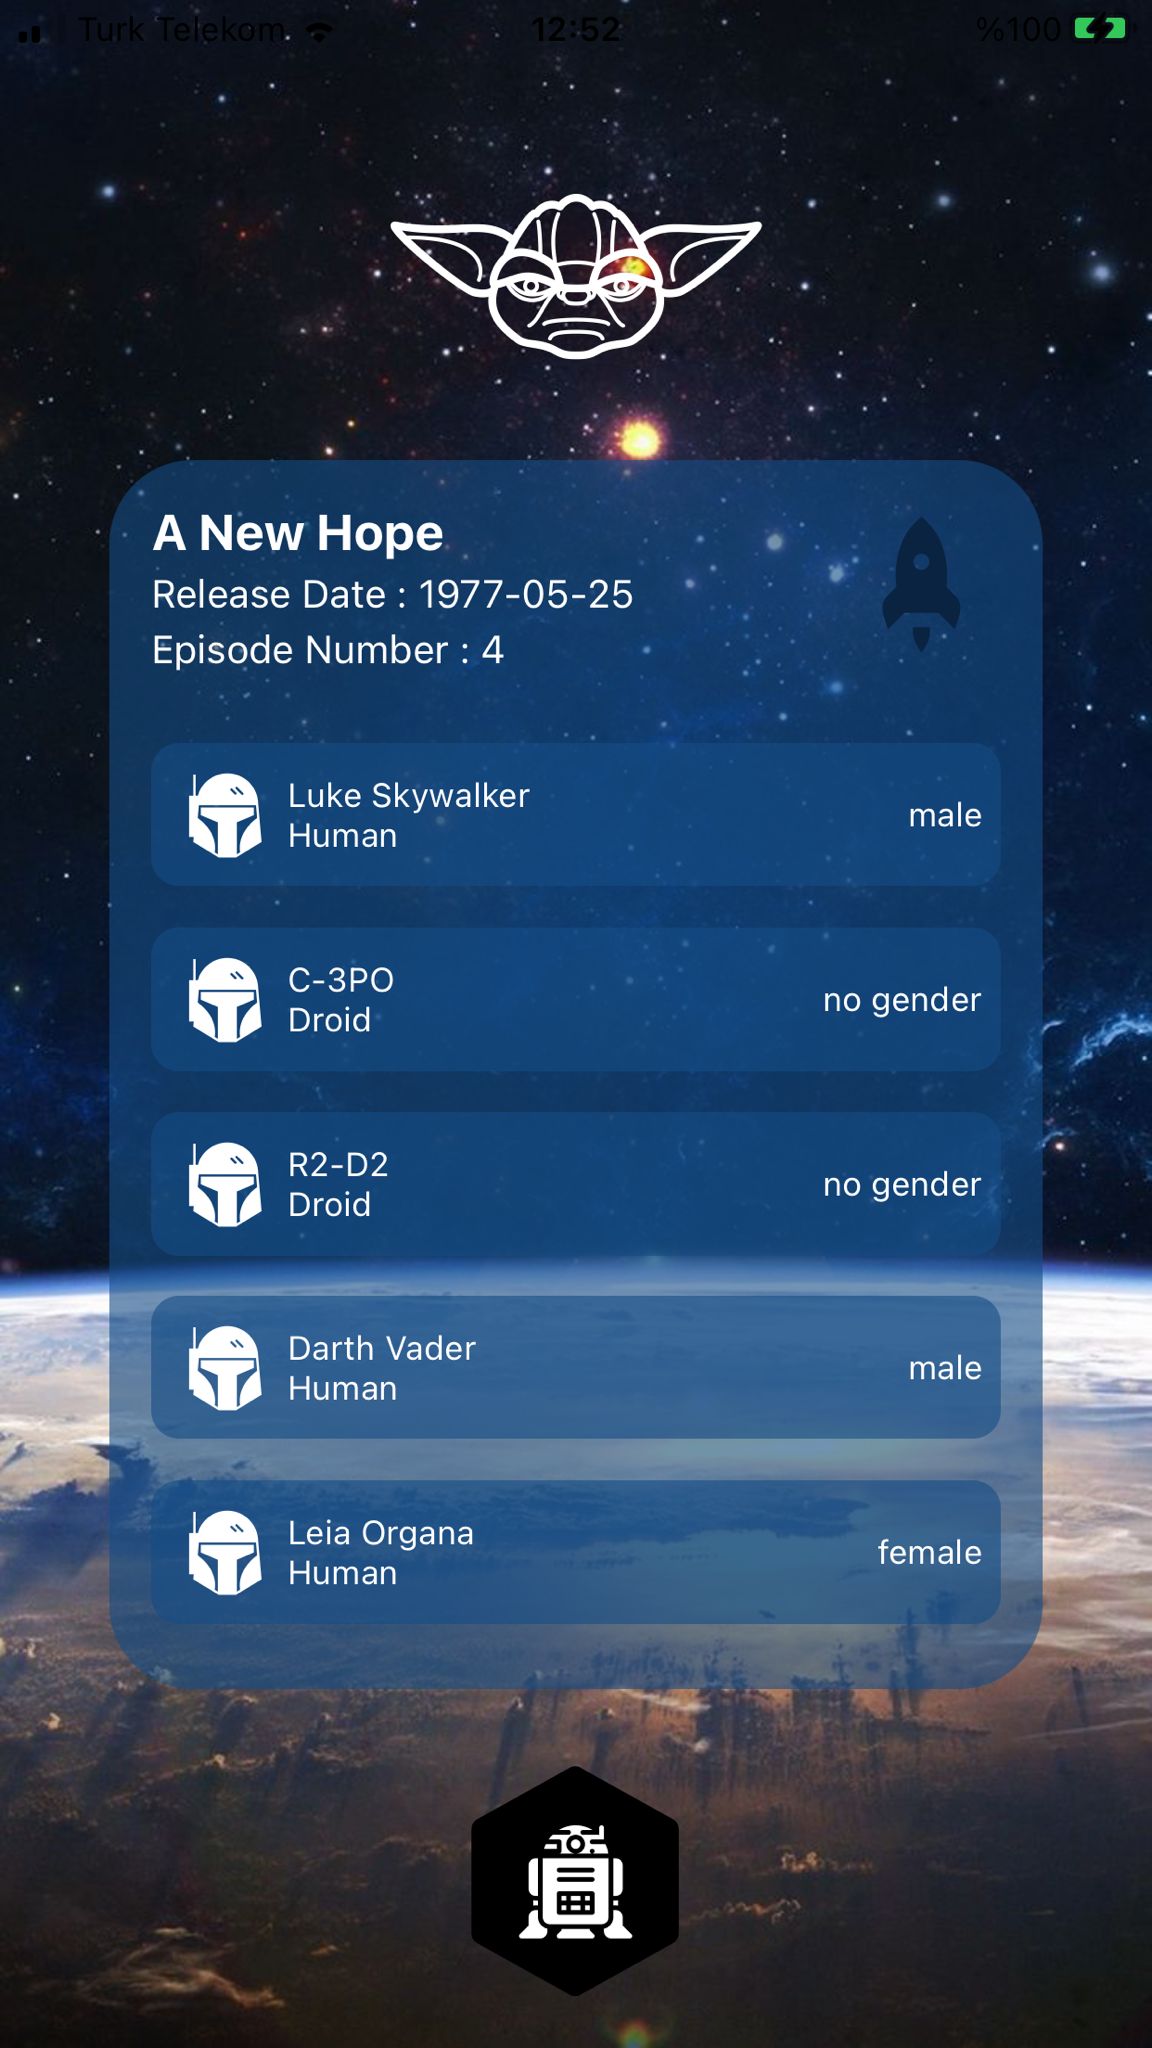 Turk Telekom
12:52
%100
A New Hope
Release Date : 1977-05-25
Episode Number : 4
Luke Skywalker
Human
male
C-3PO
Droid
no gender
R2-D2
Droid
no gender
Darth Vader
Human
male
Leia Organa
Human
female